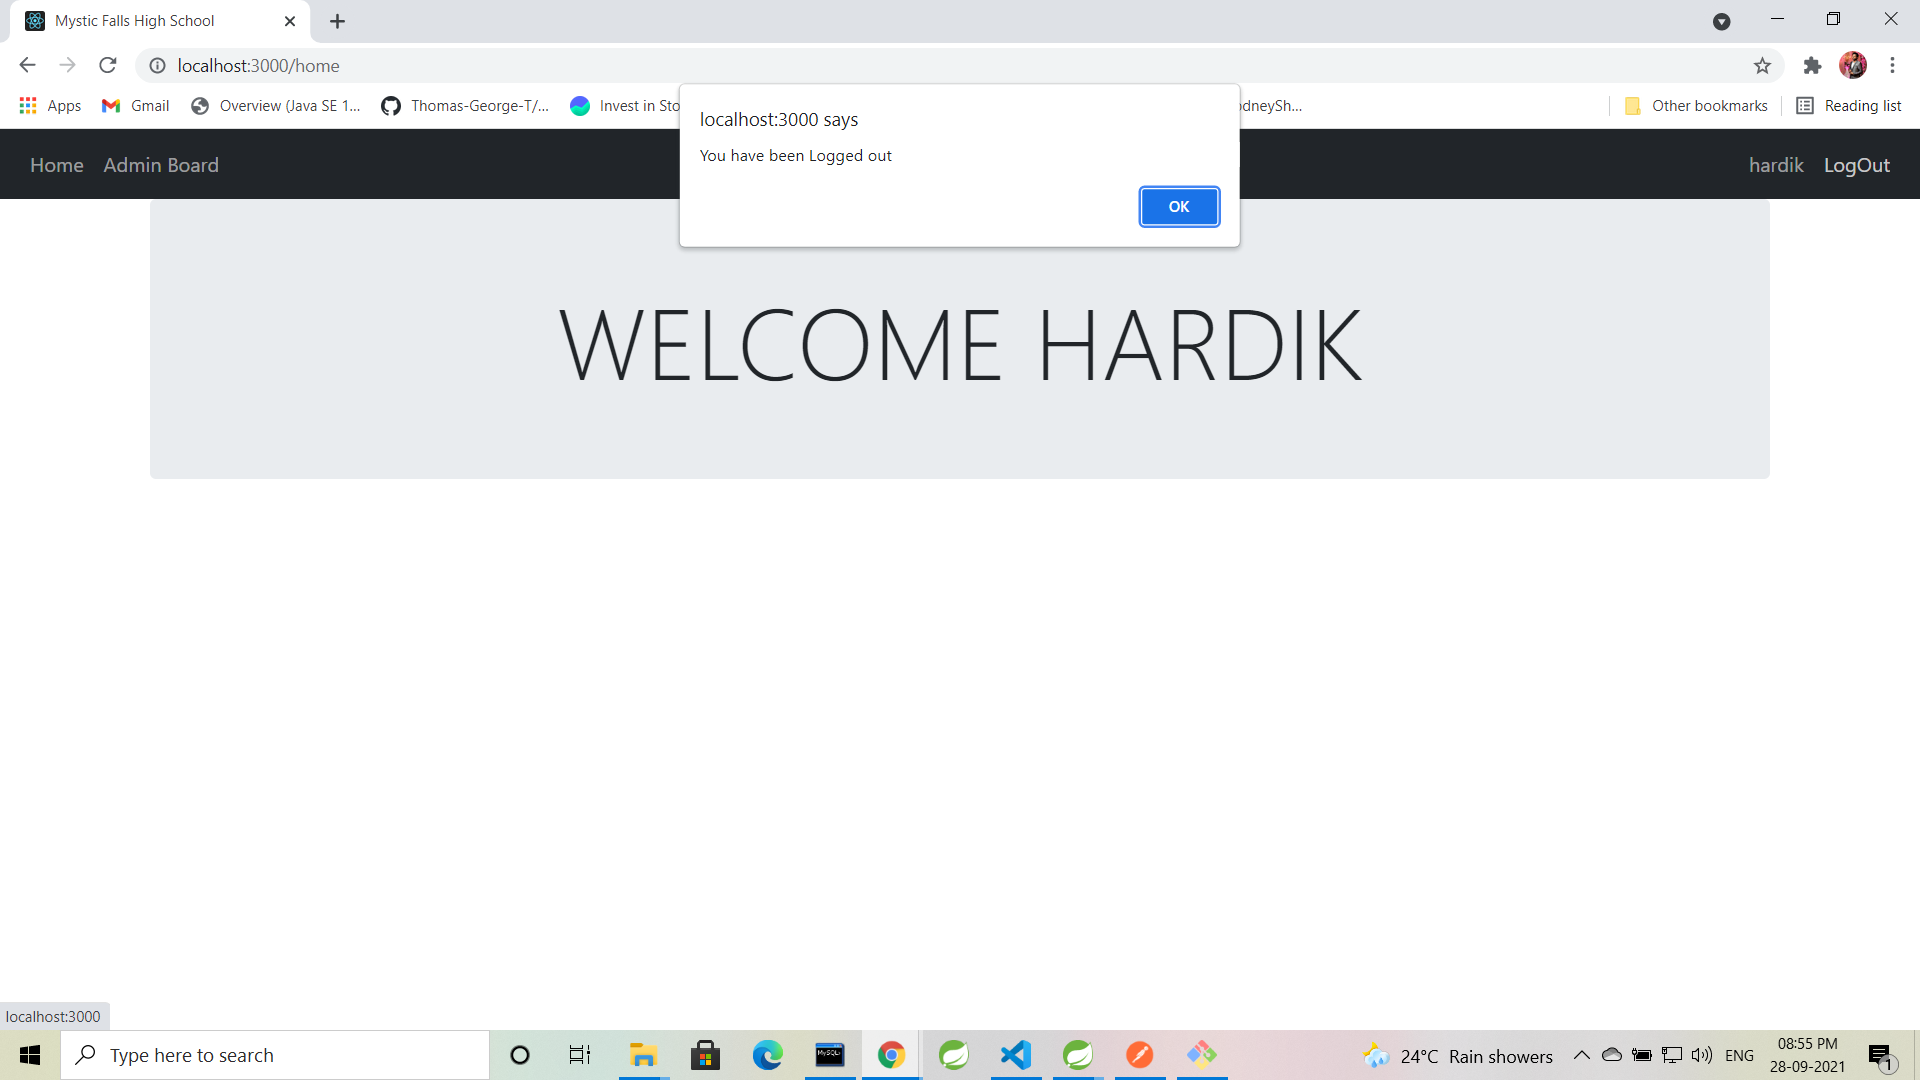 Mystic Falls High School
localhost:3000/home
Apps Gmail Overview (Java SE 1... Thomas-George-T/... Invest in Sto Other bookmarks Reading list
localhost:3000 says
You have been Logged out
OK
Home Admin Board hardik LogOut
WELCOME HARDIK
localhost:3000
Type here to search
24°C Rain showers
ENG
08:55 PM
28-09-2021
1